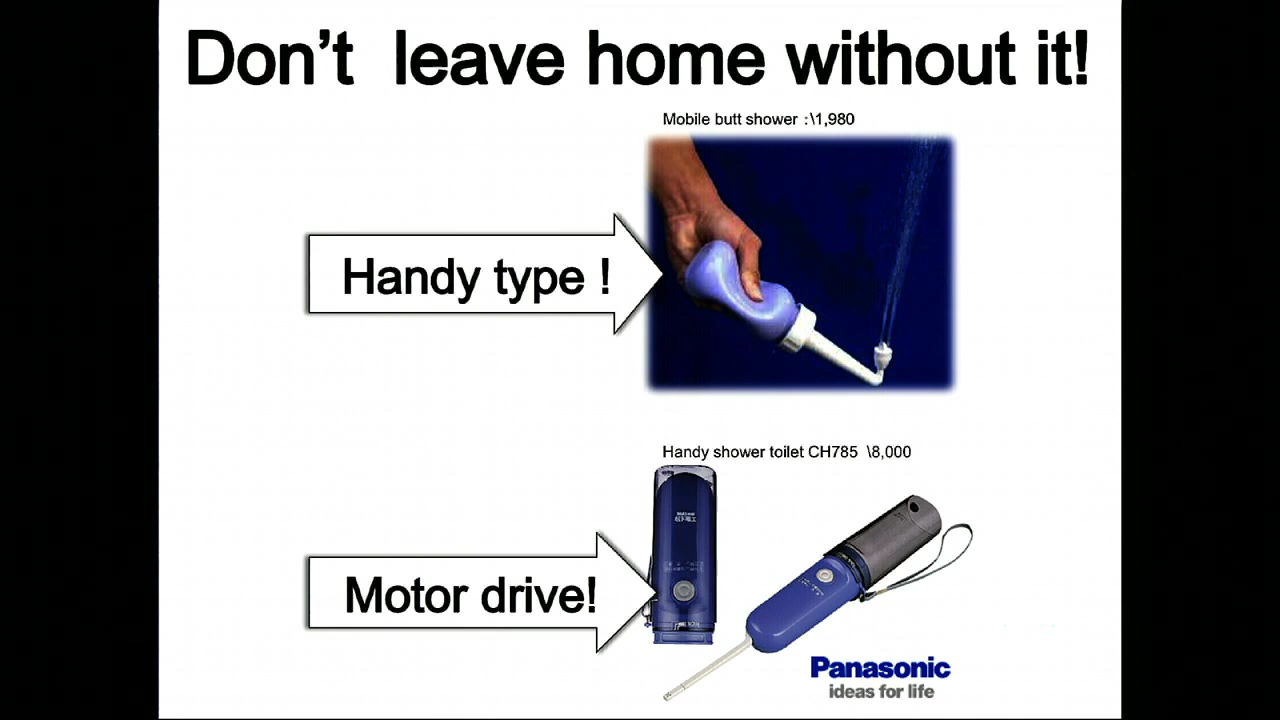 Don't leave home without it!
Mobile butt shower :\1,980
Handy type !
Handy shower toilet CH785 \8,000
Motor drive!
Panasonic
ideas for life